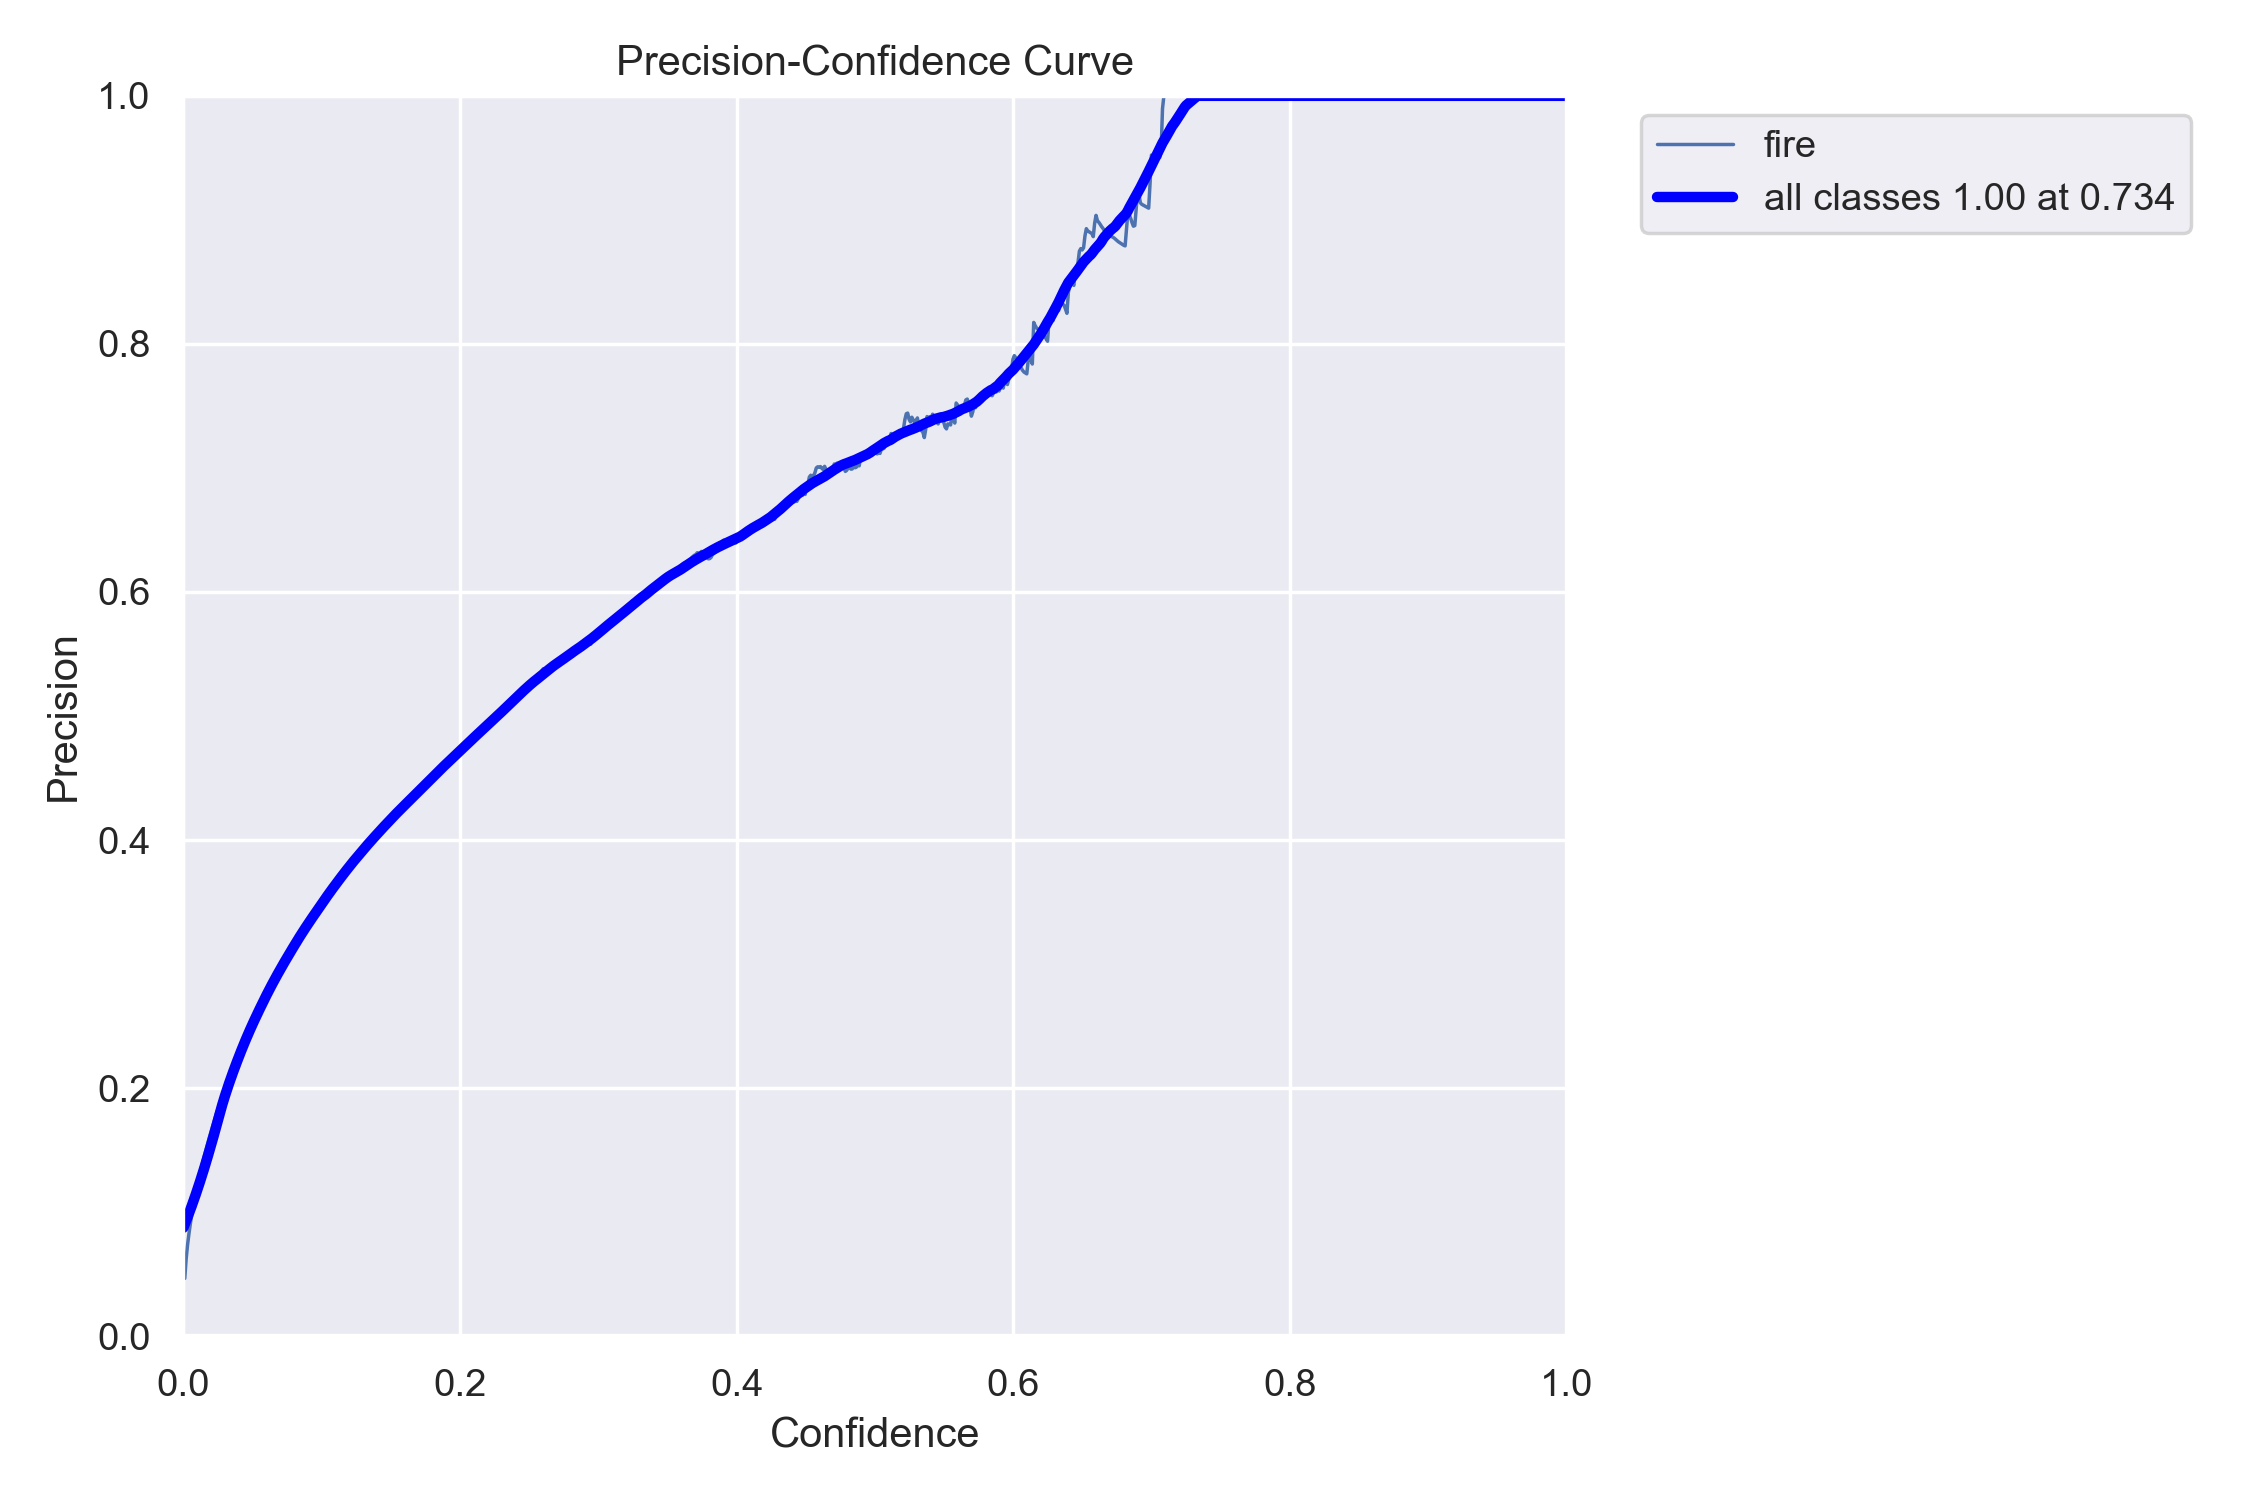 Precision-Confidence Curve
1.0
0.8
0.6
0.4
0.2
0.0
Precision
0.0 0.2 0.4 0.6 0.8 1.0
Confidence
fire
all classes 1.00 at 0.734